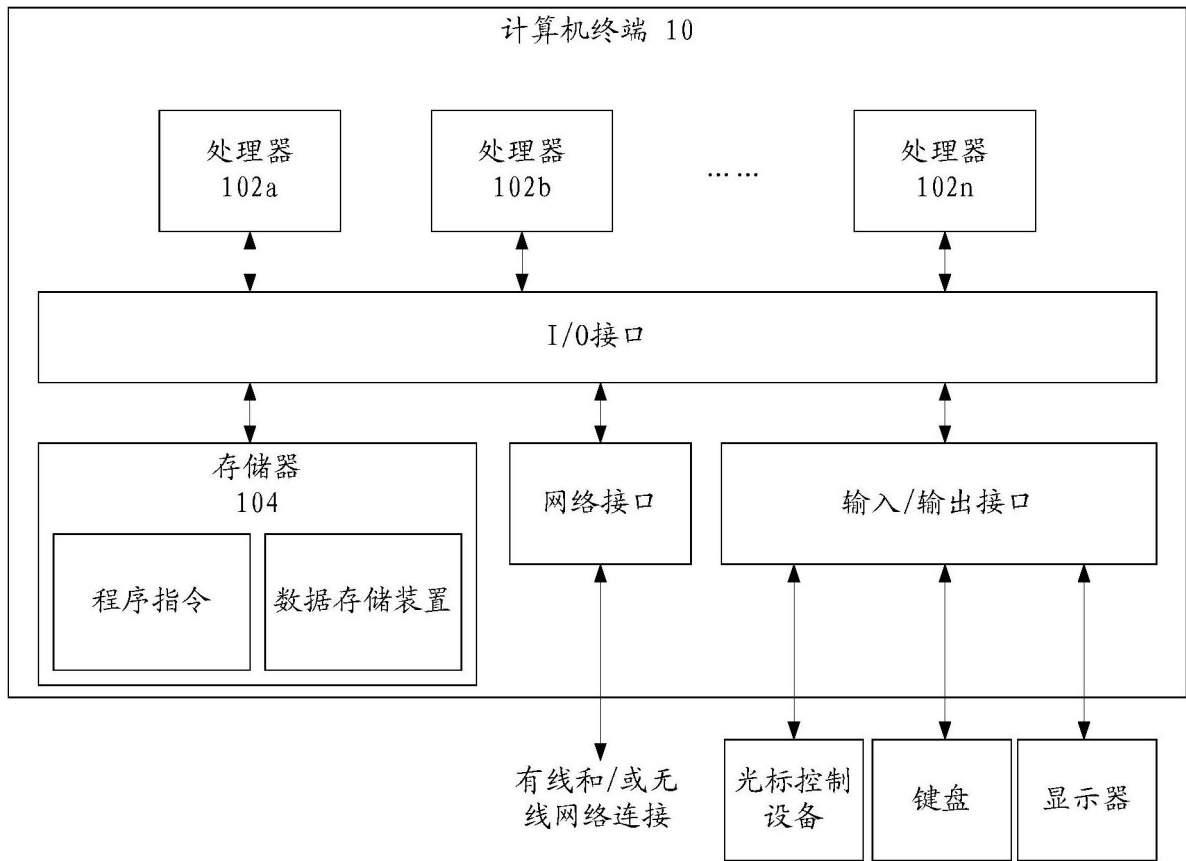 计算机终端 10
处理器
102a
处理器
102b
……
处理器
102n
I/O接口
存储器
104
程序指令
数据存储装置
网络接口
输入/输出接口
有线和/或无
线网络连接
光标控制
设备
键盘
显示器